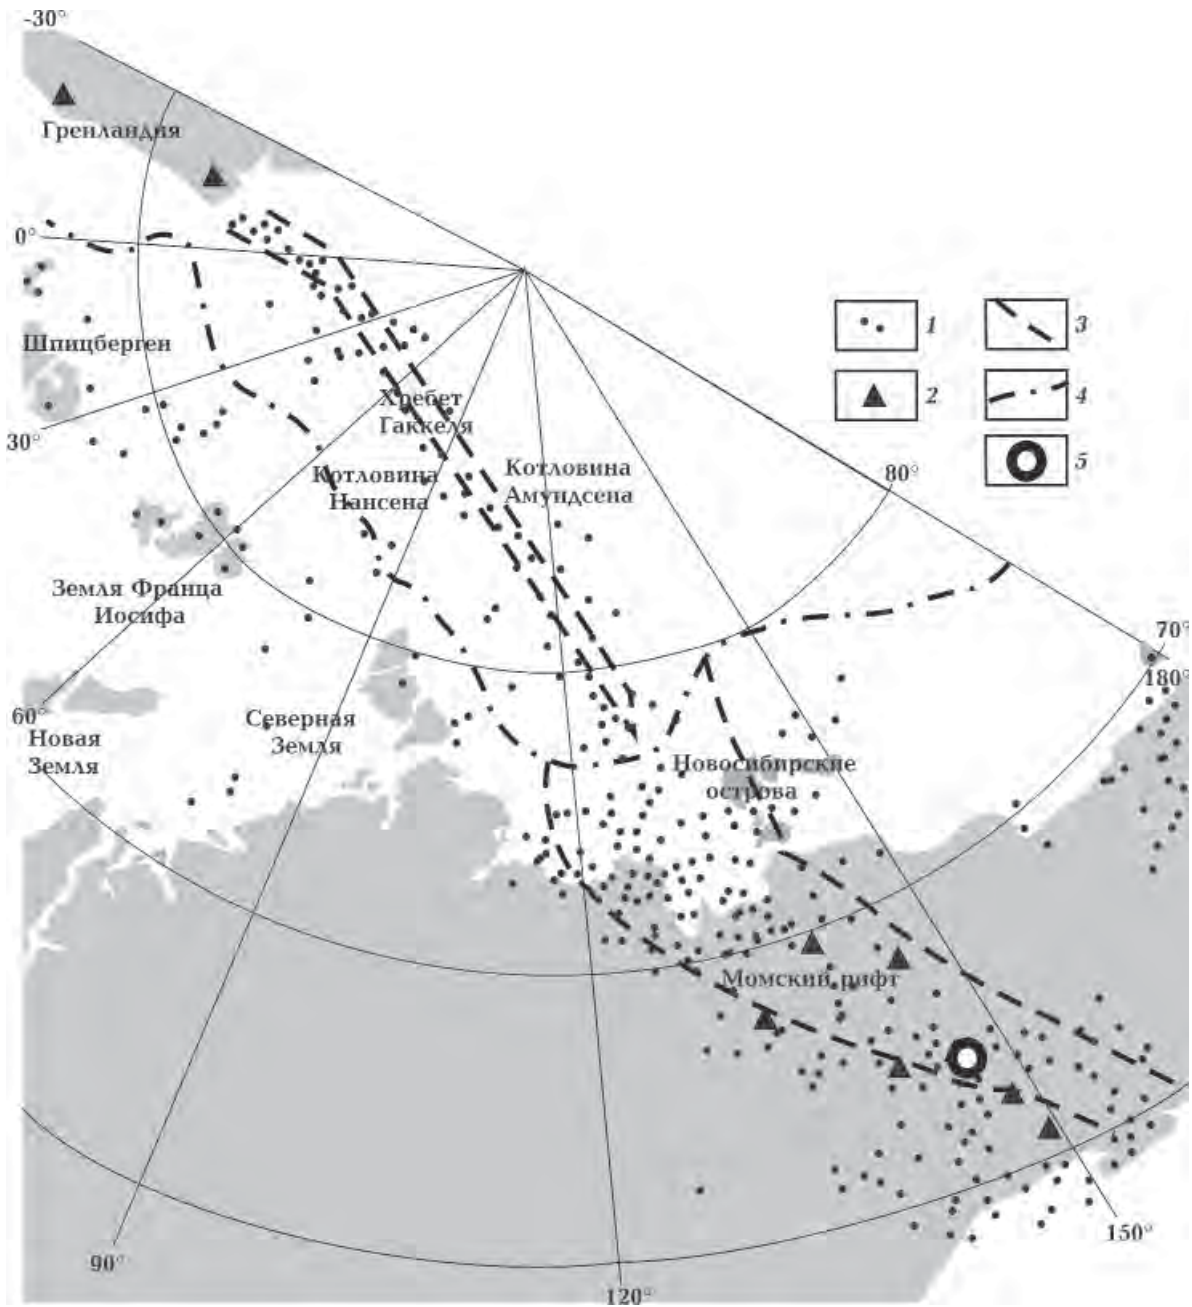 -30°
Гренландия
0°
Шпицберген
30°
1
3
2
4
5
Хребет
Гаккеля
Котловина
Нансена
Котловина
Амундсена
80°
Земля Франца
Иосифа
70°
180°
60°
Новая
Земля
Северная
Земля
Новосибирские
острова
Момский рифт
90°
120°
150°